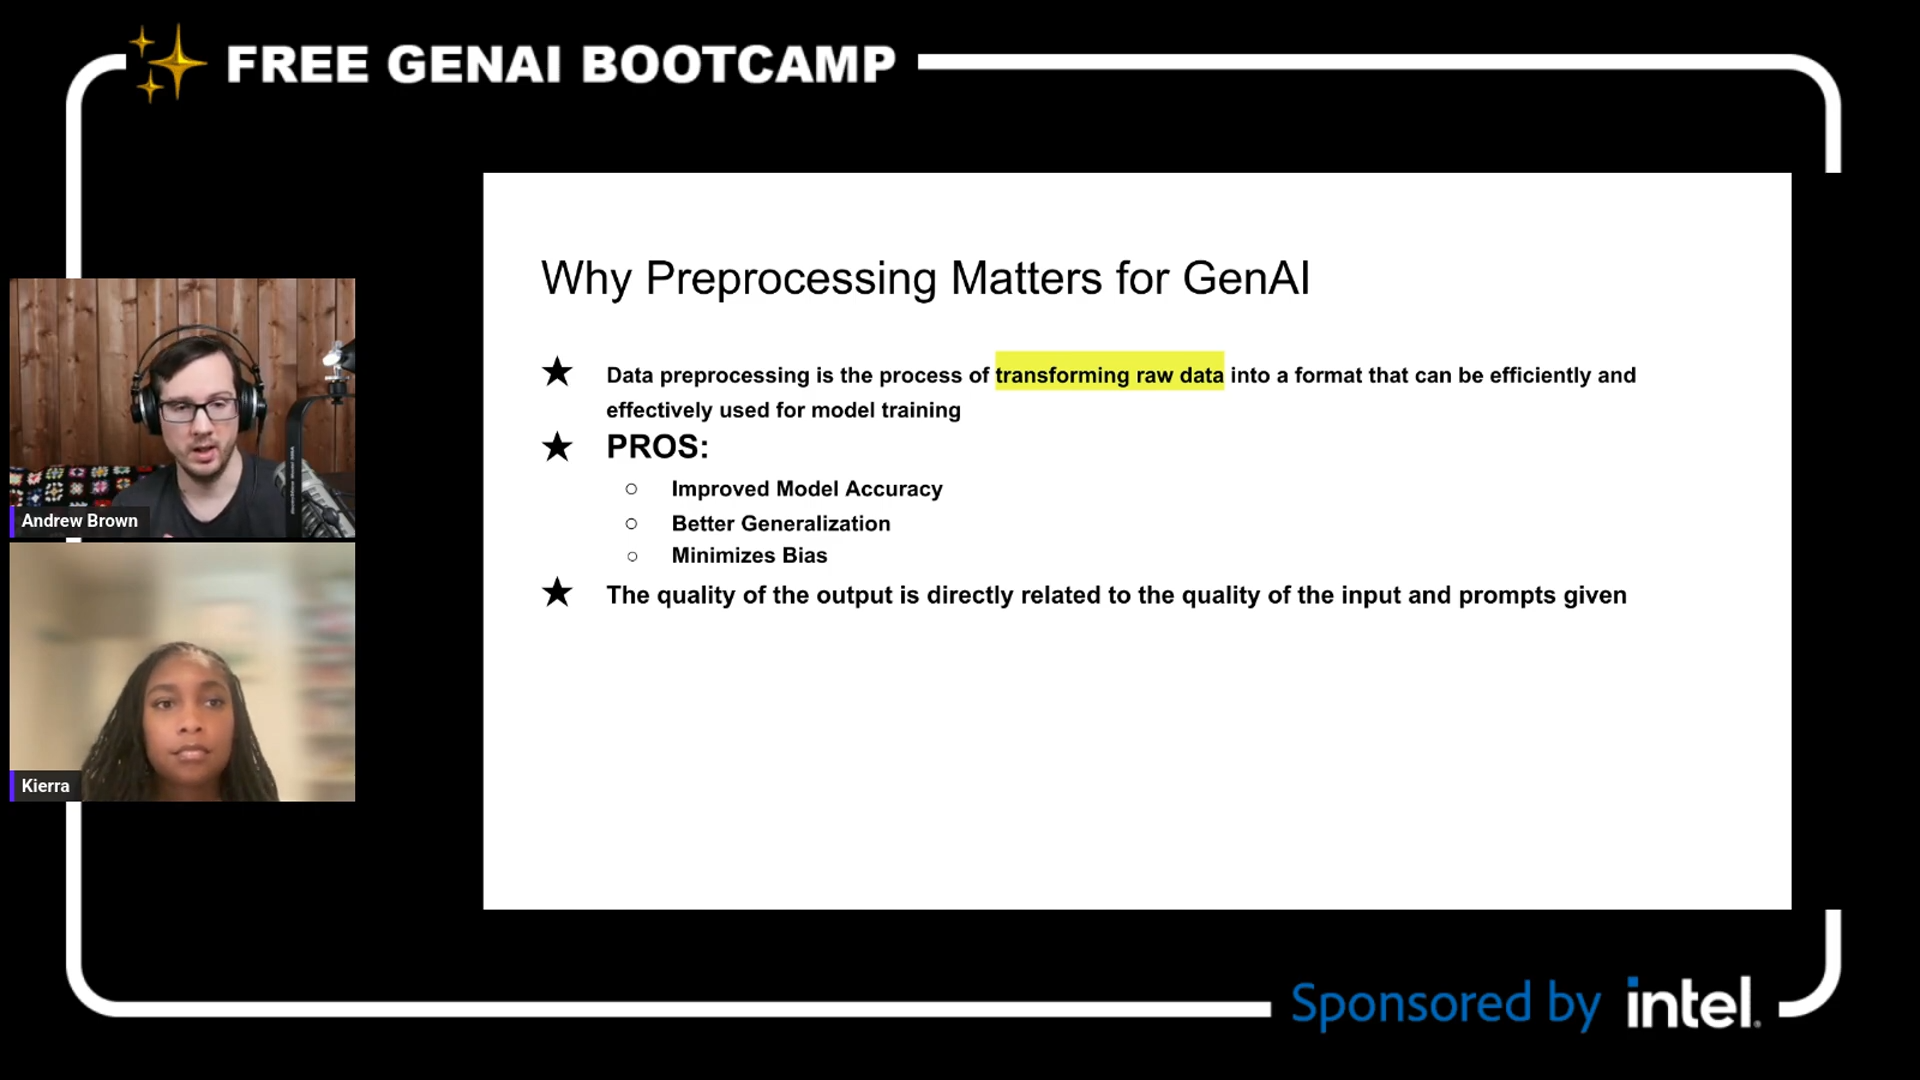 FREE GENAI BOOTCAMP
Why Preprocessing Matters for GenAI
Data preprocessing is the process of transforming raw data into a format that can be efficiently and
effectively used for model training
PROS:
Improved Model Accuracy
Better Generalization
Minimizes Bias
The quality of the output is directly related to the quality of the input and prompts given
Andrew Brown
Kierra
Sponsored by intel.